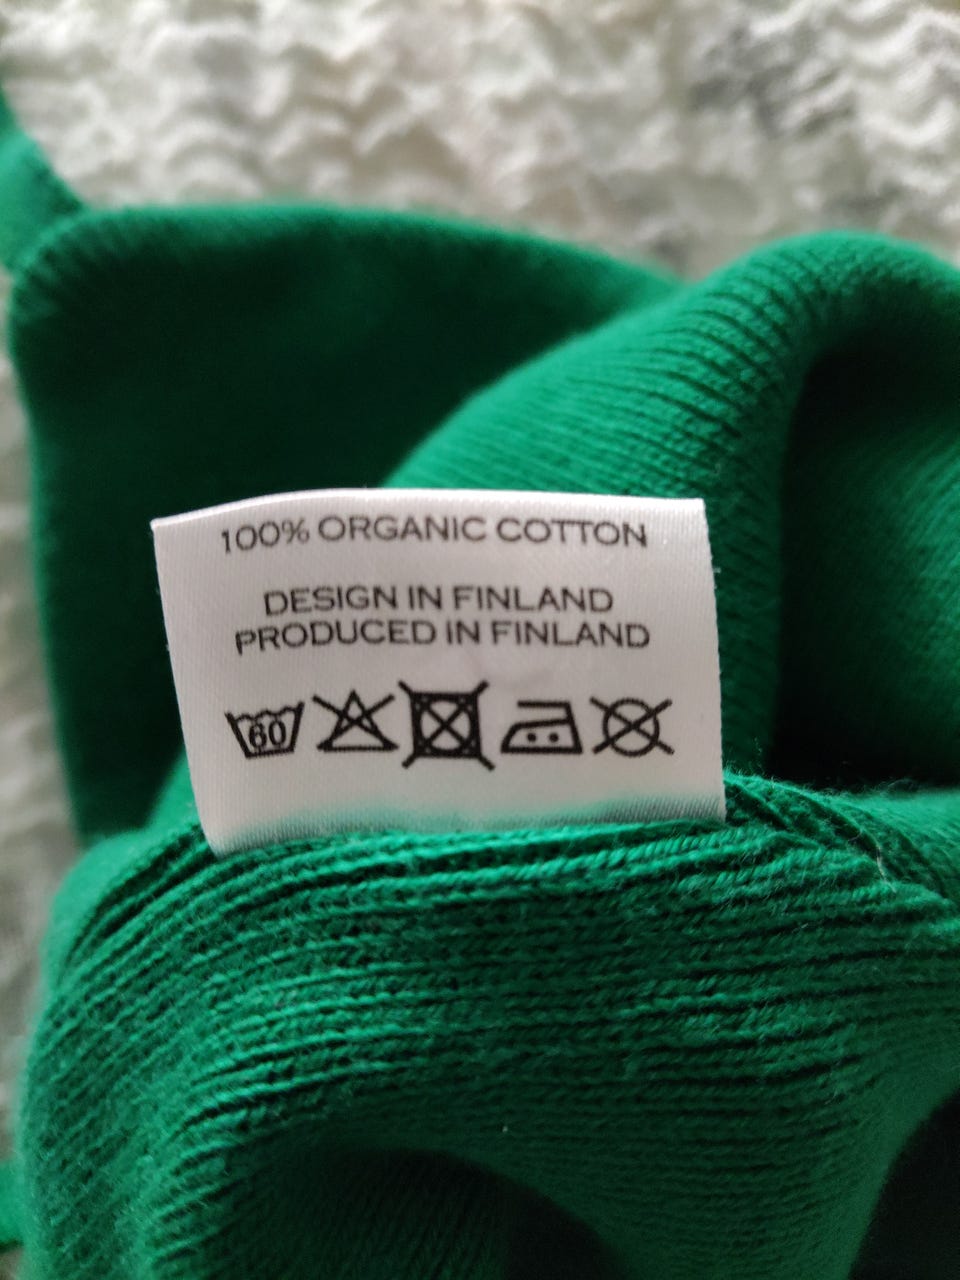 100% ORGANIC COTTON
DESIGN IN FINLAND
PRODUCED IN FINLAND
60